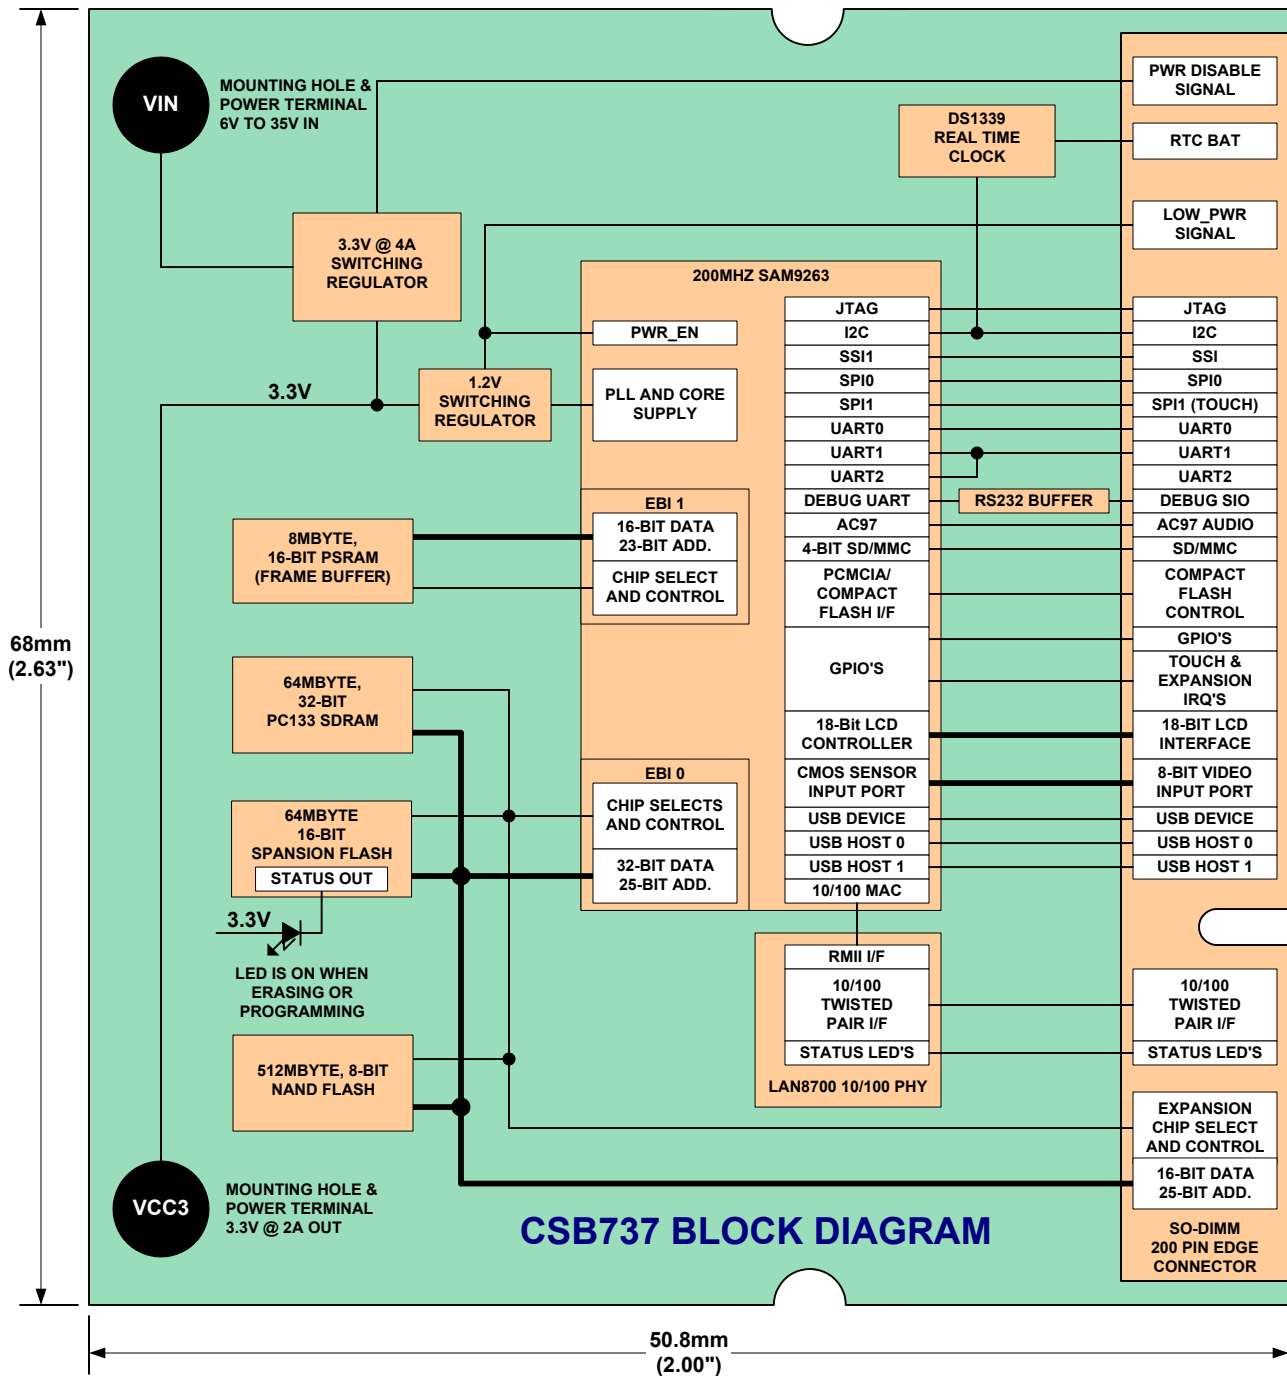 VIN
MOUNTING HOLE &
POWER TERMINAL
6V TO 35V IN
PWR DISABLE
SIGNAL
DS1339
REAL TIME
CLOCK
RTC BAT
LOW_PWR
SIGNAL
3.3V @ 4A
SWITCHING
REGULATOR
200MHZ SAM9263
PWR_EN
3.3V
1.2V
SWITCHING
REGULATOR
PLL AND CORE
SUPPLY
JTAG
I2C
SSI1
SPI0
SPI1
UART0
UART1
UART2
DEBUG UART
AC97
4-BIT SD/MMC
PCMCIA/
COMPACT
FLASH I/F
GPIO'S
18-Bit LCD
CONTROLLER
CMOS SENSOR
INPUT PORT
USB DEVICE
USB HOST 0
USB HOST 1
10/100 MAC
RS232 BUFFER
JTAG
I2C
SSI
SPI0
SPI1 (TOUCH)
UART0
UART1
UART2
DEBUG SIO
AC97 AUDIO
SD/MMC
COMPACT
FLASH
CONTROL
GPIO'S
TOUCH &
EXPANSION
IRQ'S
18-BIT LCD
INTERFACE
8-BIT VIDEO
INPUT PORT
USB DEVICE
USB HOST 0
USB HOST 1
EBI 1
16-BIT DATA
23-BIT ADD.
CHIP SELECT
AND CONTROL
8MBYTE,
16-BIT PSRAM
(FRAME BUFFER)
68mm
(2.63")
64MBYTE,
32-BIT
PC133 SDRAM
EBI 0
CHIP SELECTS
AND CONTROL
32-BIT DATA
25-BIT ADD.
64MBYTE
16-BIT
SPANSION FLASH
STATUS OUT
3.3V
LED IS ON WHEN
ERASING OR
PROGRAMMING
512MBYTE, 8-BIT
NAND FLASH
RMII I/F
10/100
TWISTED
PAIR I/F
STATUS LED'S
LAN8700 10/100 PHY
10/100
TWISTED
PAIR I/F
STATUS LED'S
EXPANSION
CHIP SELECT
AND CONTROL
16-BIT DATA
25-BIT ADD.
SO-DIMM
200 PIN EDGE
CONNECTOR
VCC3
MOUNTING HOLE &
POWER TERMINAL
3.3V @ 2A OUT
CSB737 BLOCK DIAGRAM
50.8mm
(2.00")